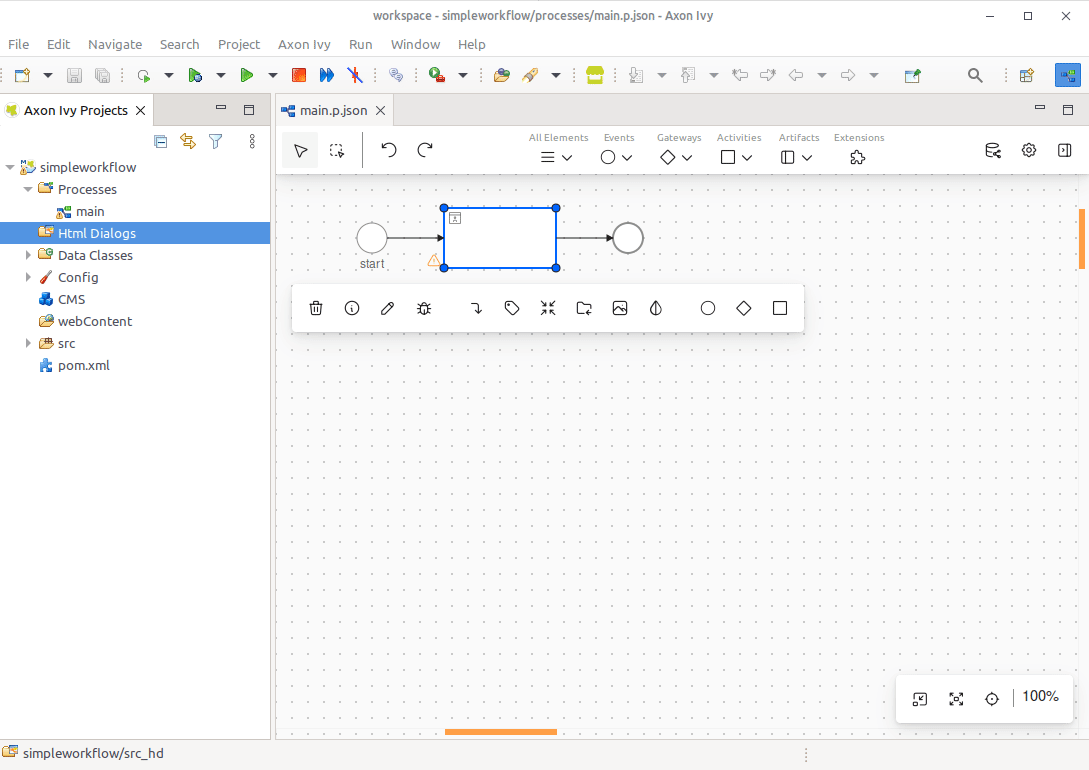 workspace - simpleworkflow/processes/main.p.json - Axon Ivy
File Edit Navigate Search Project Axon Ivy Run Window Help
Axon Ivy Projects
main.p.json
All Elements Events Gateways Activities Artifacts Extensions
simpleworkflow
Processes
main
Html Dialogs
Data Classes
Config
CMS
webContent
src
pom.xml
start
100%
simpleworkflow/src_hd